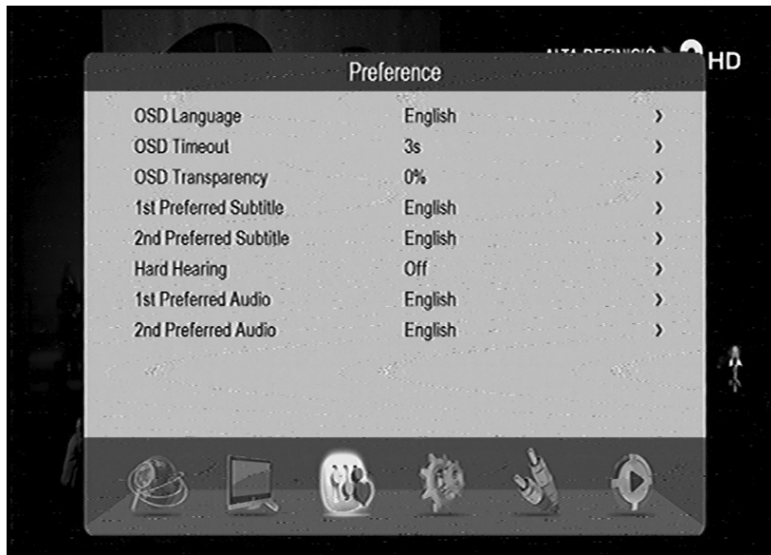 HD
Preference
OSD Language English
OSD Timeout 3s
OSD Transparency 0%
1st Preferred Subtitle English
2nd Preferred Subtitle English
Hard Hearing Off
1st Preferred Audio English
2nd Preferred Audio English